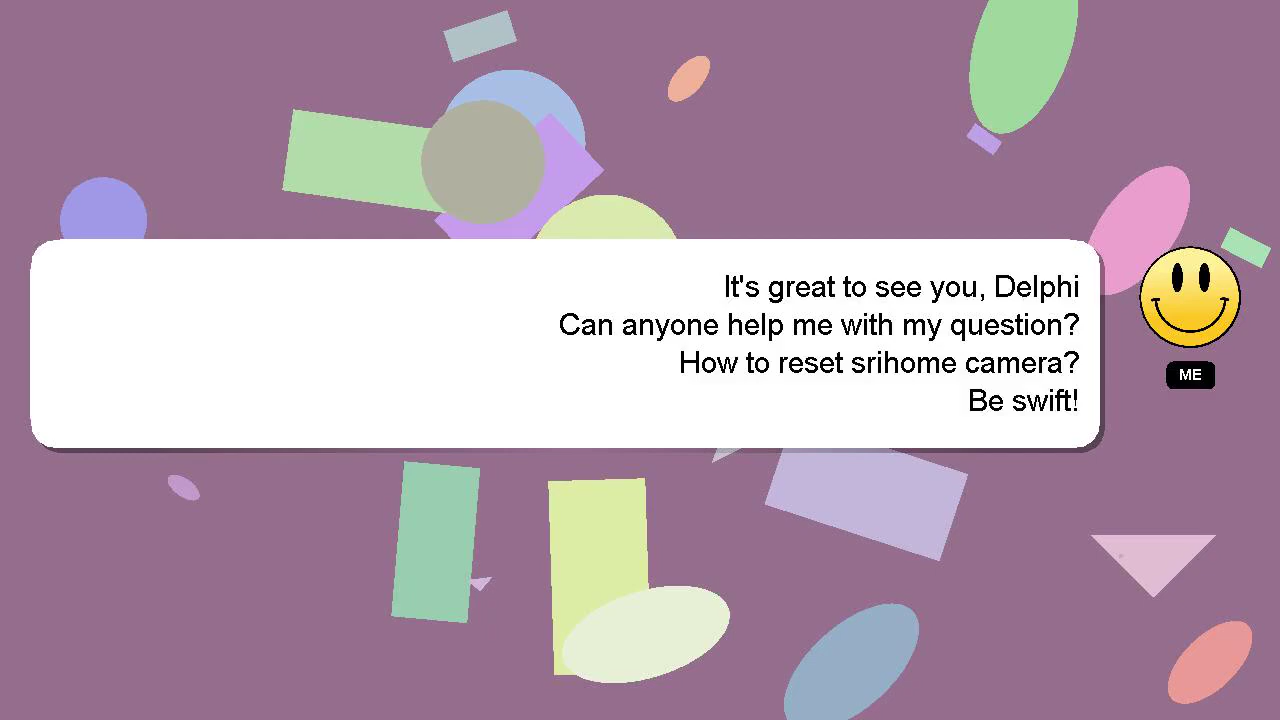 It's great to see you, Delphi
Can anyone help me with my question?
How to reset srihome camera?
Be swift!
ME